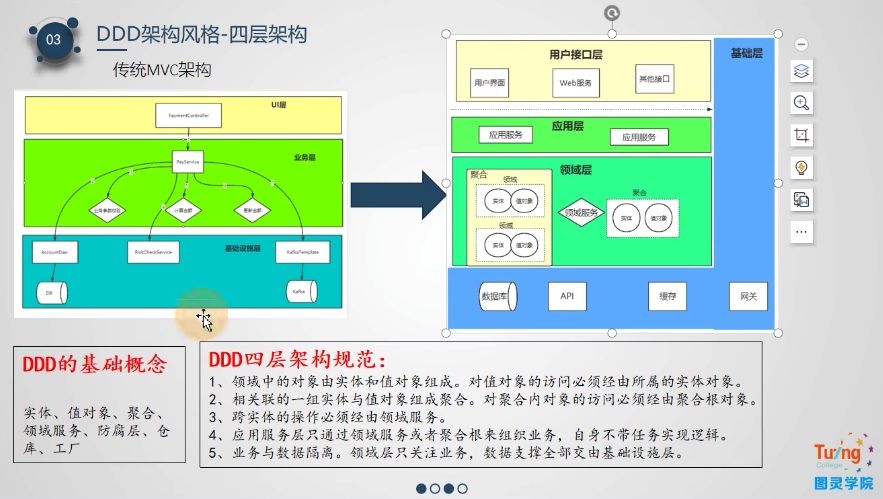 03
DDD架构风格-四层架构
传统MVC架构
UI层
PaymentController
业务层
PayService
业务参数校验
计算金额
更新金额
基础设施层
AccountDao
RiskCheckService
KafkaTemplate
DB
Kafka
用户接口层
基础层
用户界面
Web服务
其他接口
应用层
应用服务
应用服务
领域层
聚合
领域
实体
值对象
领域
实体
值对象
领域服务
聚合
实体
值对象
数据库
API
缓存
网关
DDD的基础概念
实体、值对象、聚合、
领域服务、防腐层、仓
库、工厂
DDD四层架构规范：
1、领域中的对象由实体和值对象组成。对值对象的访问必须经由所属的实体对象。
2、相关联的一组实体与值对象组成聚合。对聚合内对象的访问必须经由聚合根对象。
3、跨实体的操作必须经由领域服务。
4、应用服务层只通过领域服务或者聚合根来组织业务，自身不带任务实现逻辑。
5、业务与数据隔离。领域层只关注业务，数据支撑全部交由基础设施层。
Turing
College
图灵学院